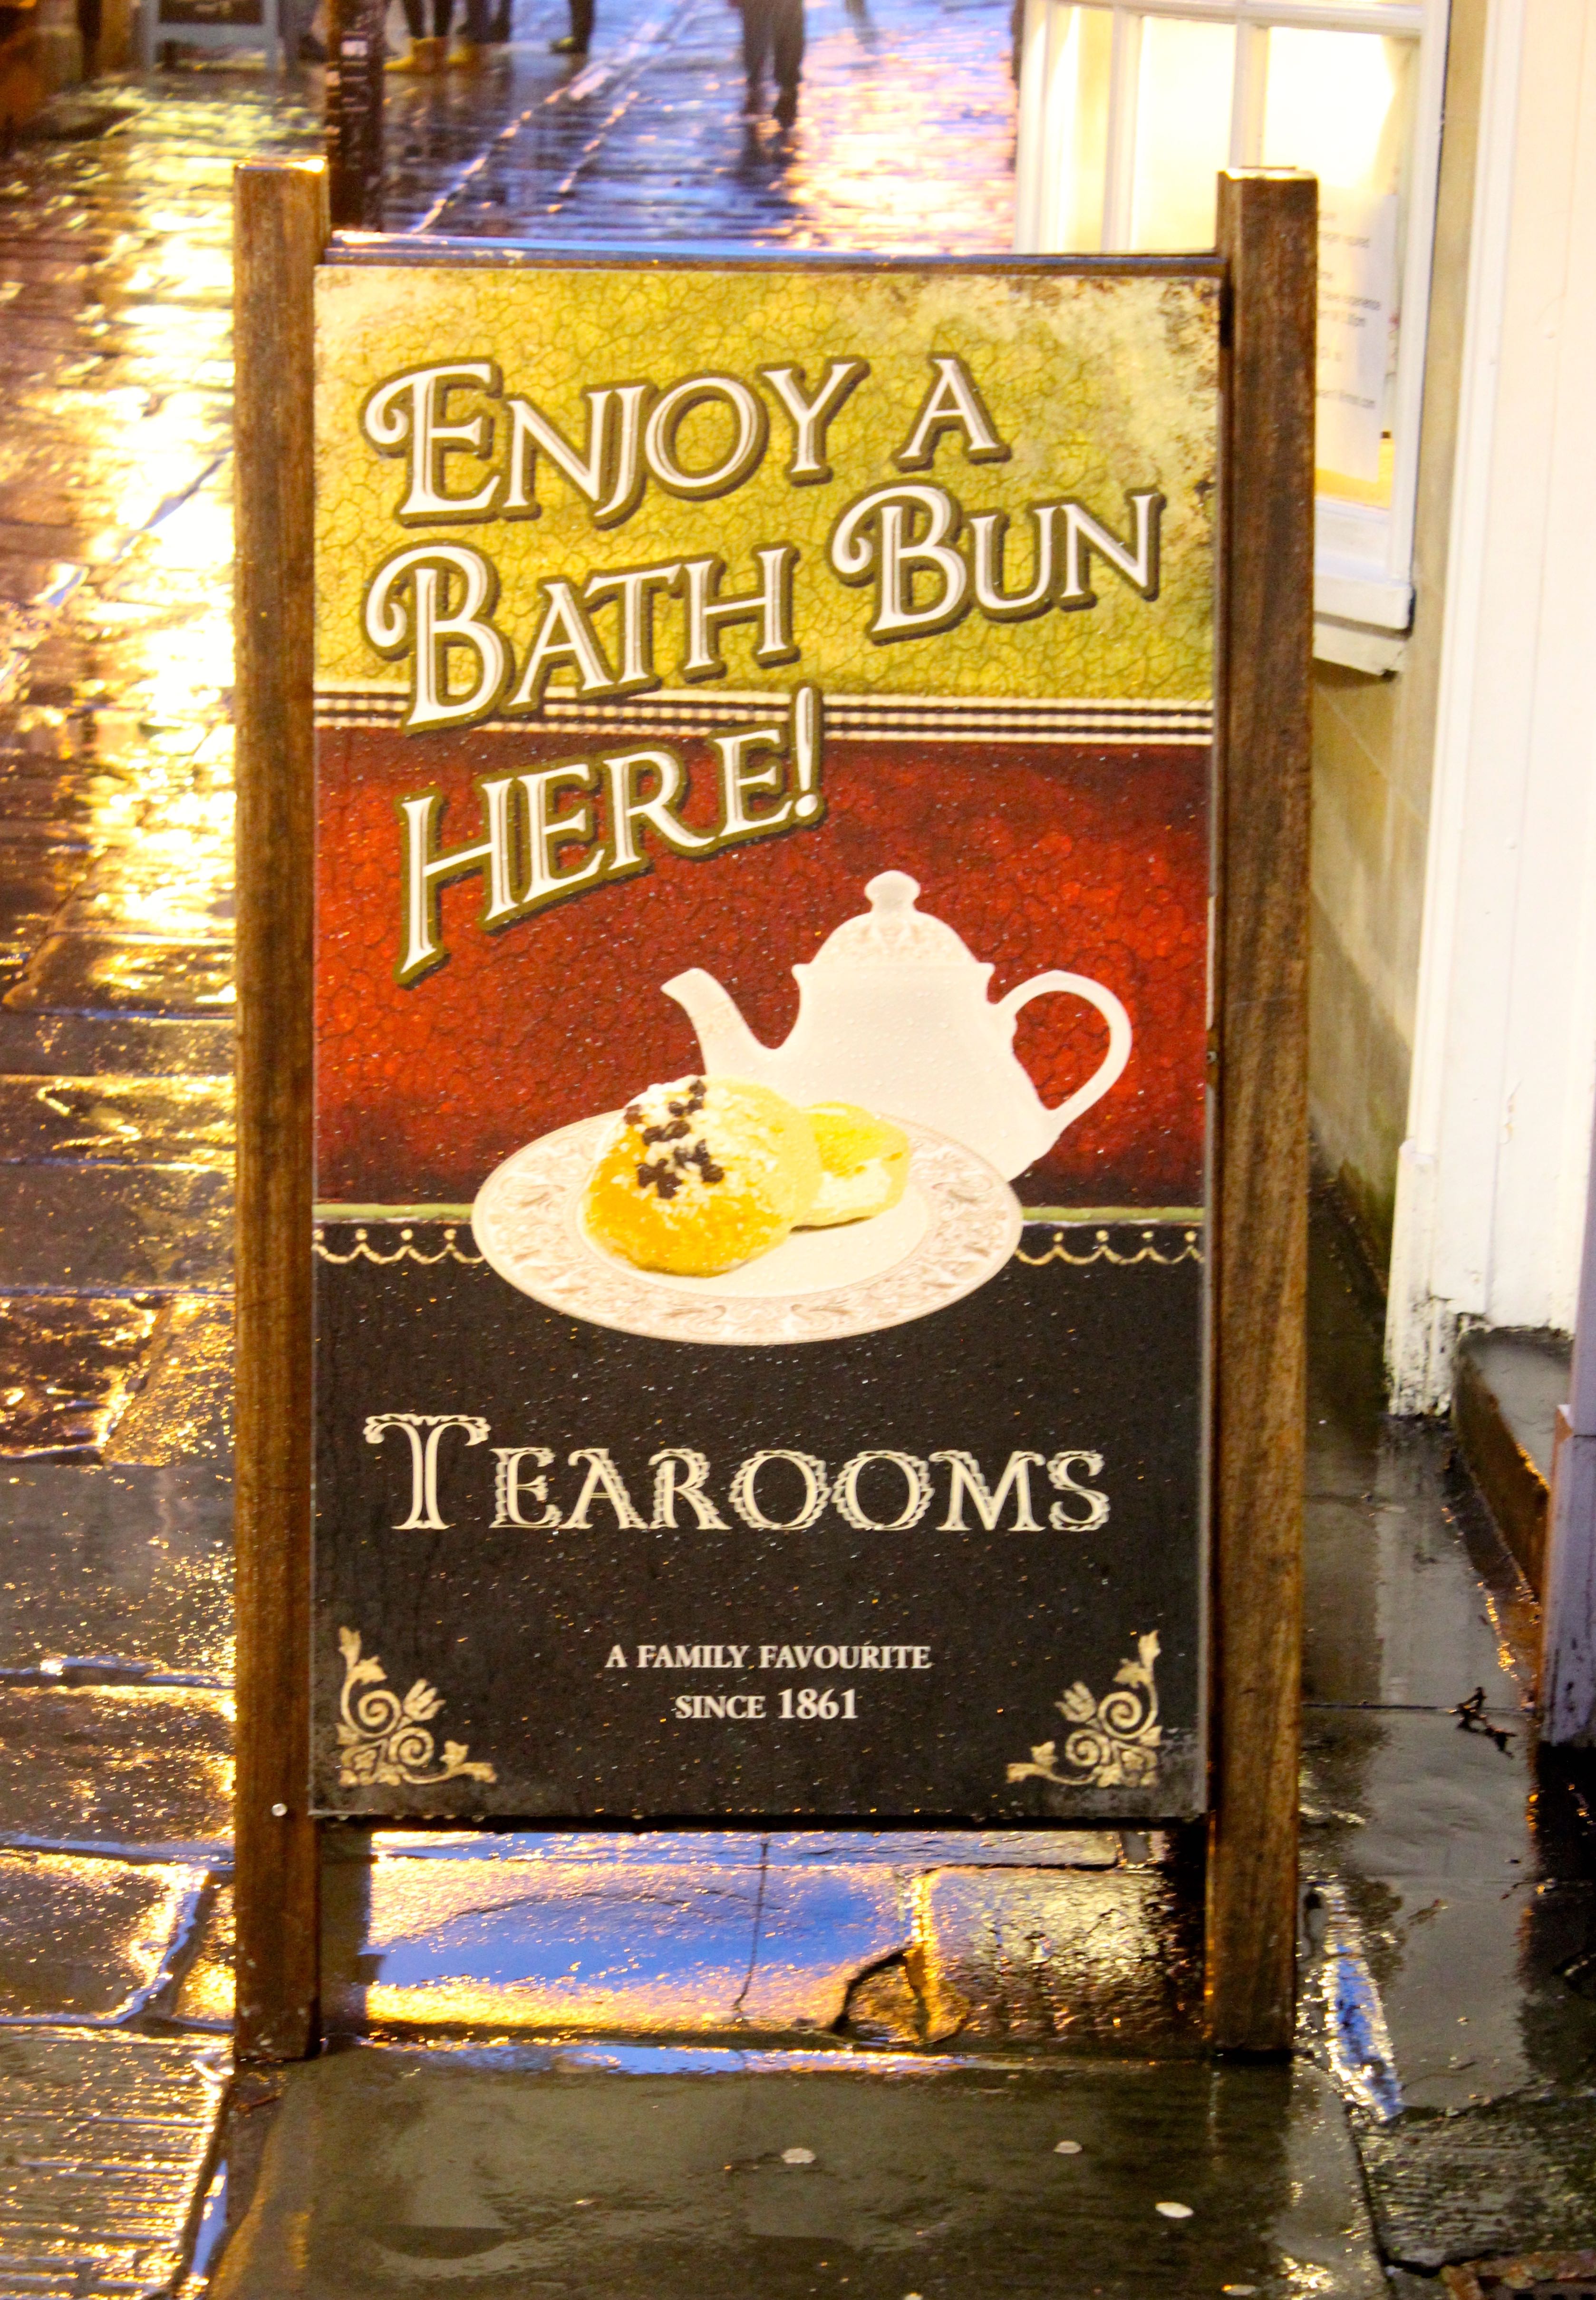 ENJOY A
BATH BUN
HERE!
TEAROOMS
A FAMILY FAVOURITE
SINCE 1861